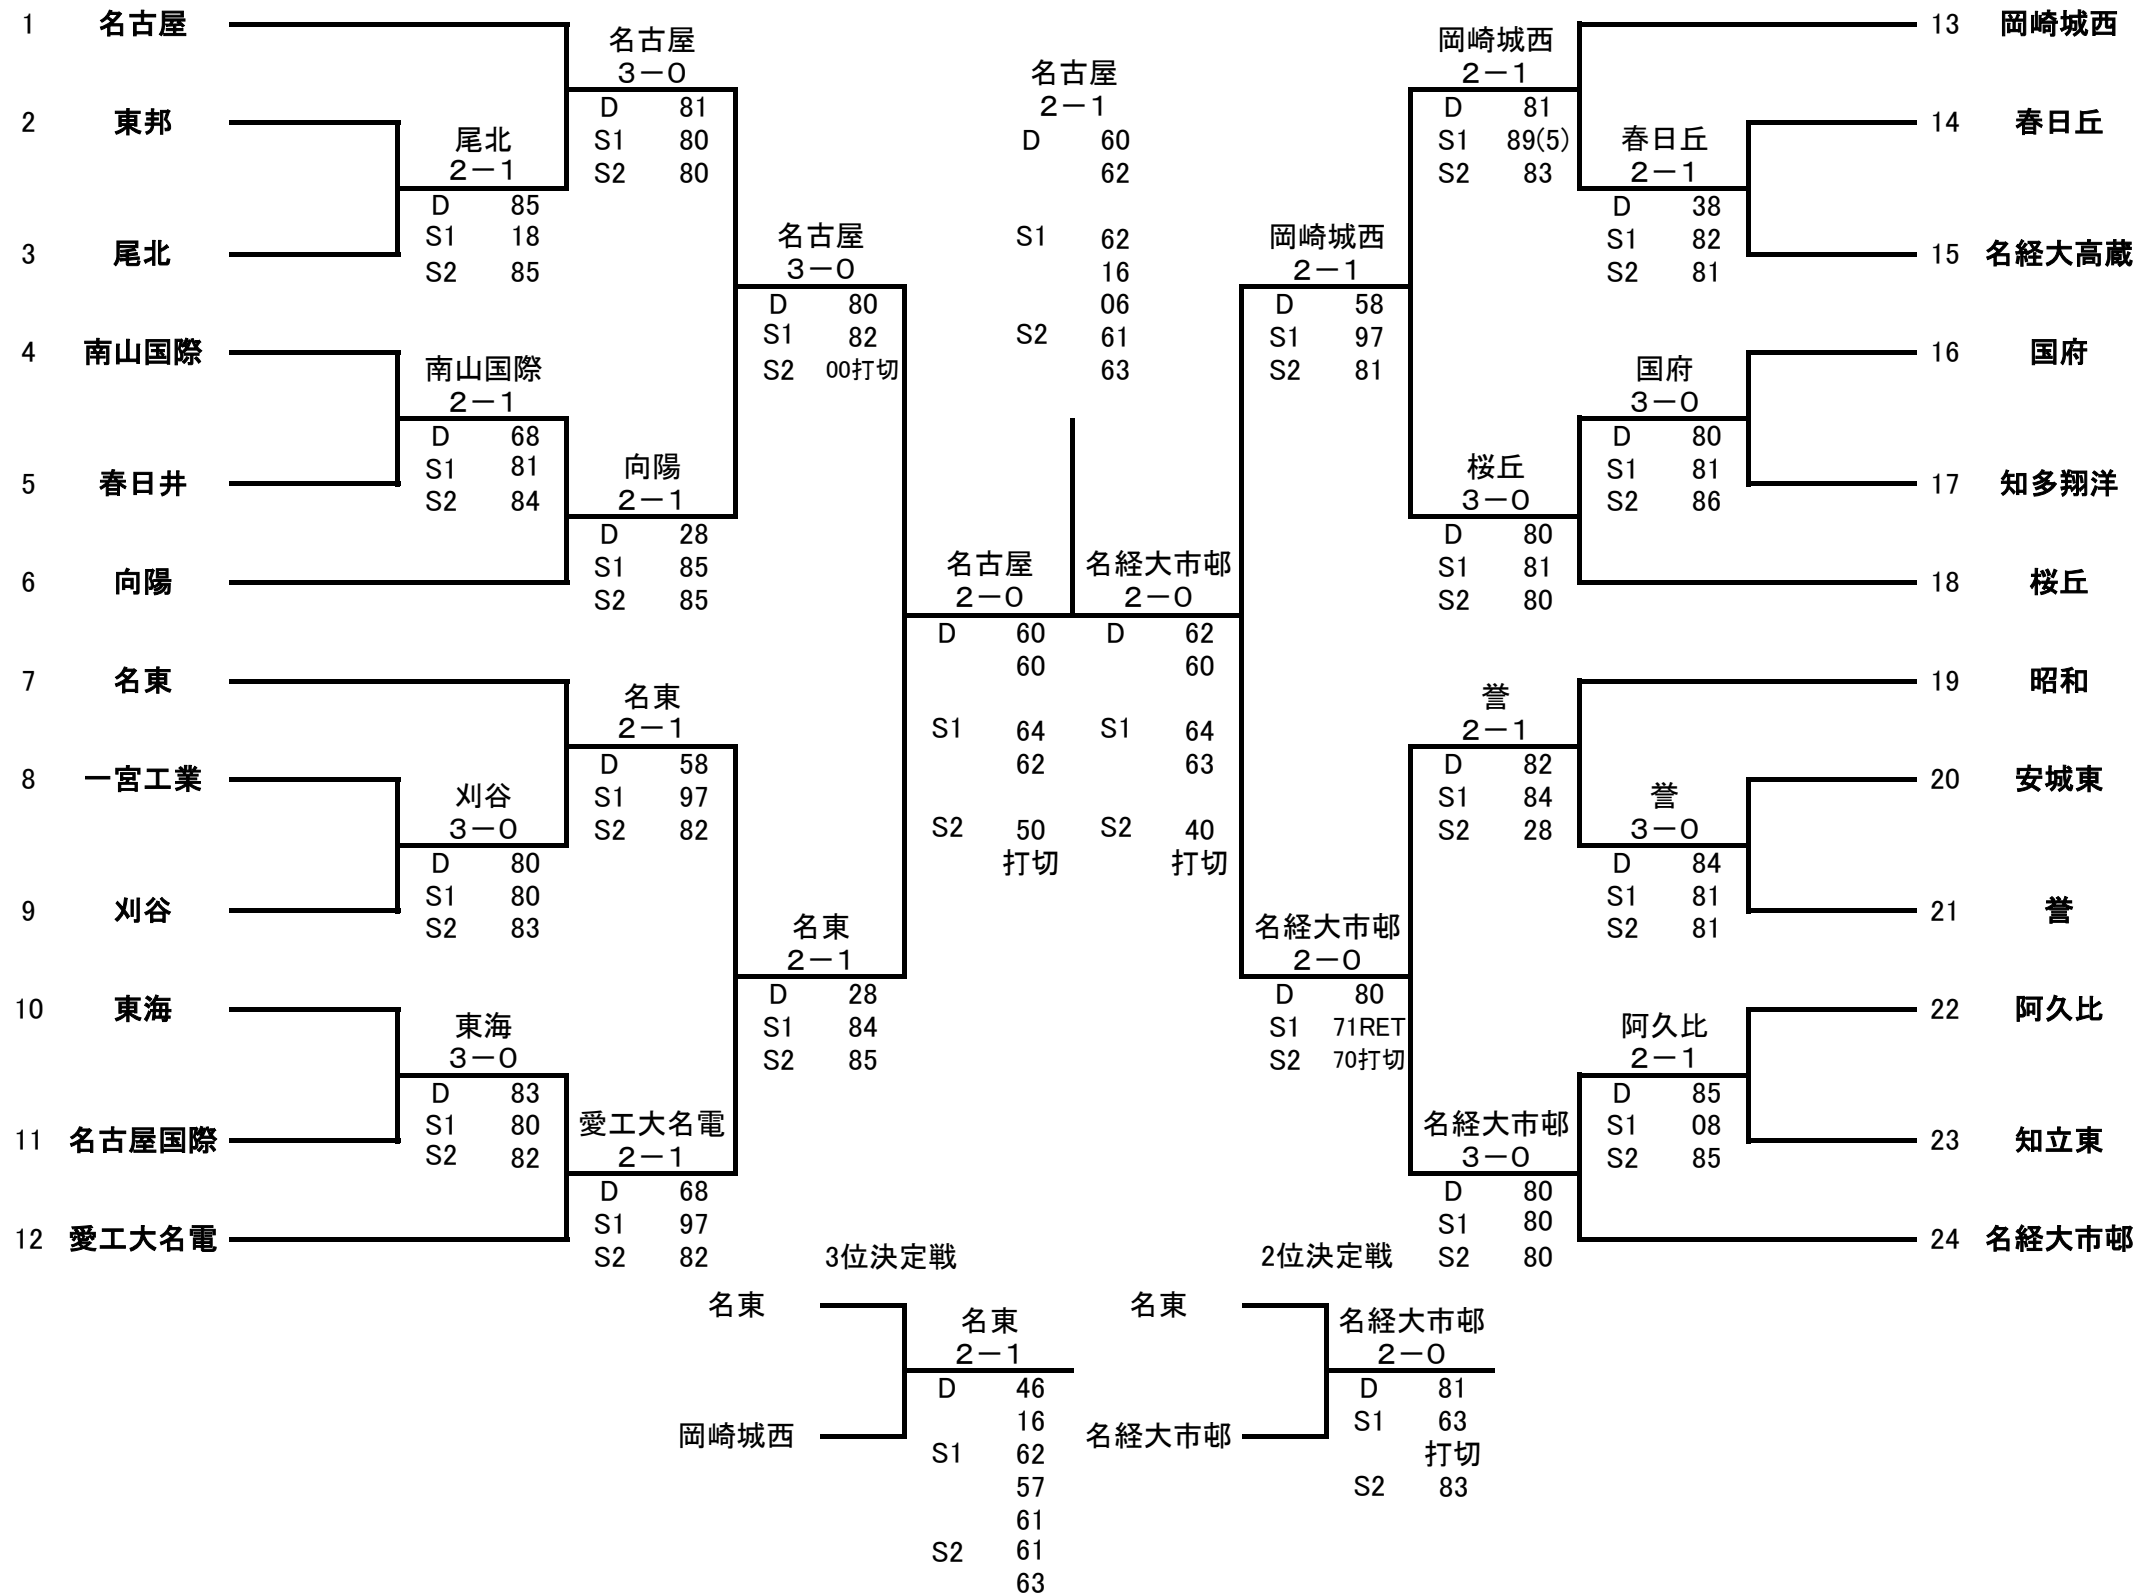 1 名古屋
2 東邦
3 尾北
4 南山国際
5 春日井
6 向陽
7 名東
8 一宮工業
9 刈谷
10 東海
11 名古屋国際
12 愛工大名電
尾北
2－1
D 85
S1 18
S2 85
南山国際
2－1
D 68
S1 81
S2 84
刈谷
3－0
D 80
S1 80
S2 83
東海
3－0
D 83
S1 80
S2 82
名古屋
3－0
D 81
S1 80
S2 80
向陽
2－1
D 28
S1 85
S2 85
名東
2－1
D 58
S1 97
S2 82
愛工大名電
2－1
D 68
S1 97
S2 82
名古屋
3－0
D 80
S1 82
S2 00打切
名東
2－1
D 28
S1 84
S2 85
名古屋
2－0
D 60
60
S1 64
62
S2 50
打切
名古屋
2－1
D 60
62
S1 62
16
06
S2 61
63
名経大市邨
2－0
D 62
60
S1 64
63
S2 40
打切
岡崎城西
2－1
D 58
S1 97
S2 81
名経大市邨
2－0
D 80
S1 71RET
S2 70打切
岡崎城西
2－1
D 81
S1 89(5)
S2 83
桜丘
3－0
D 80
S1 81
S2 80
誉
2－1
D 82
S1 84
S2 28
名経大市邨
3－0
D 80
S1 80
S2 80
春日丘
2－1
D 38
S1 82
S2 81
国府
3－0
D 80
S1 81
S2 86
誉
3－0
D 84
S1 81
S2 81
阿久比
2－1
D 85
S1 08
S2 85
13 岡崎城西
14 春日丘
15 名経大高蔵
16 国府
17 知多翔洋
18 桜丘
19 昭和
20 安城東
21 誉
22 阿久比
23 知立東
24 名経大市邨
3位決定戦
名東
岡崎城西
名東
2－1
D 46
16
S1 62
57
61
S2 61
63
2位決定戦
名東
名経大市邨
名経大市邨
2－0
D 81
S1 63
打切
S2 83